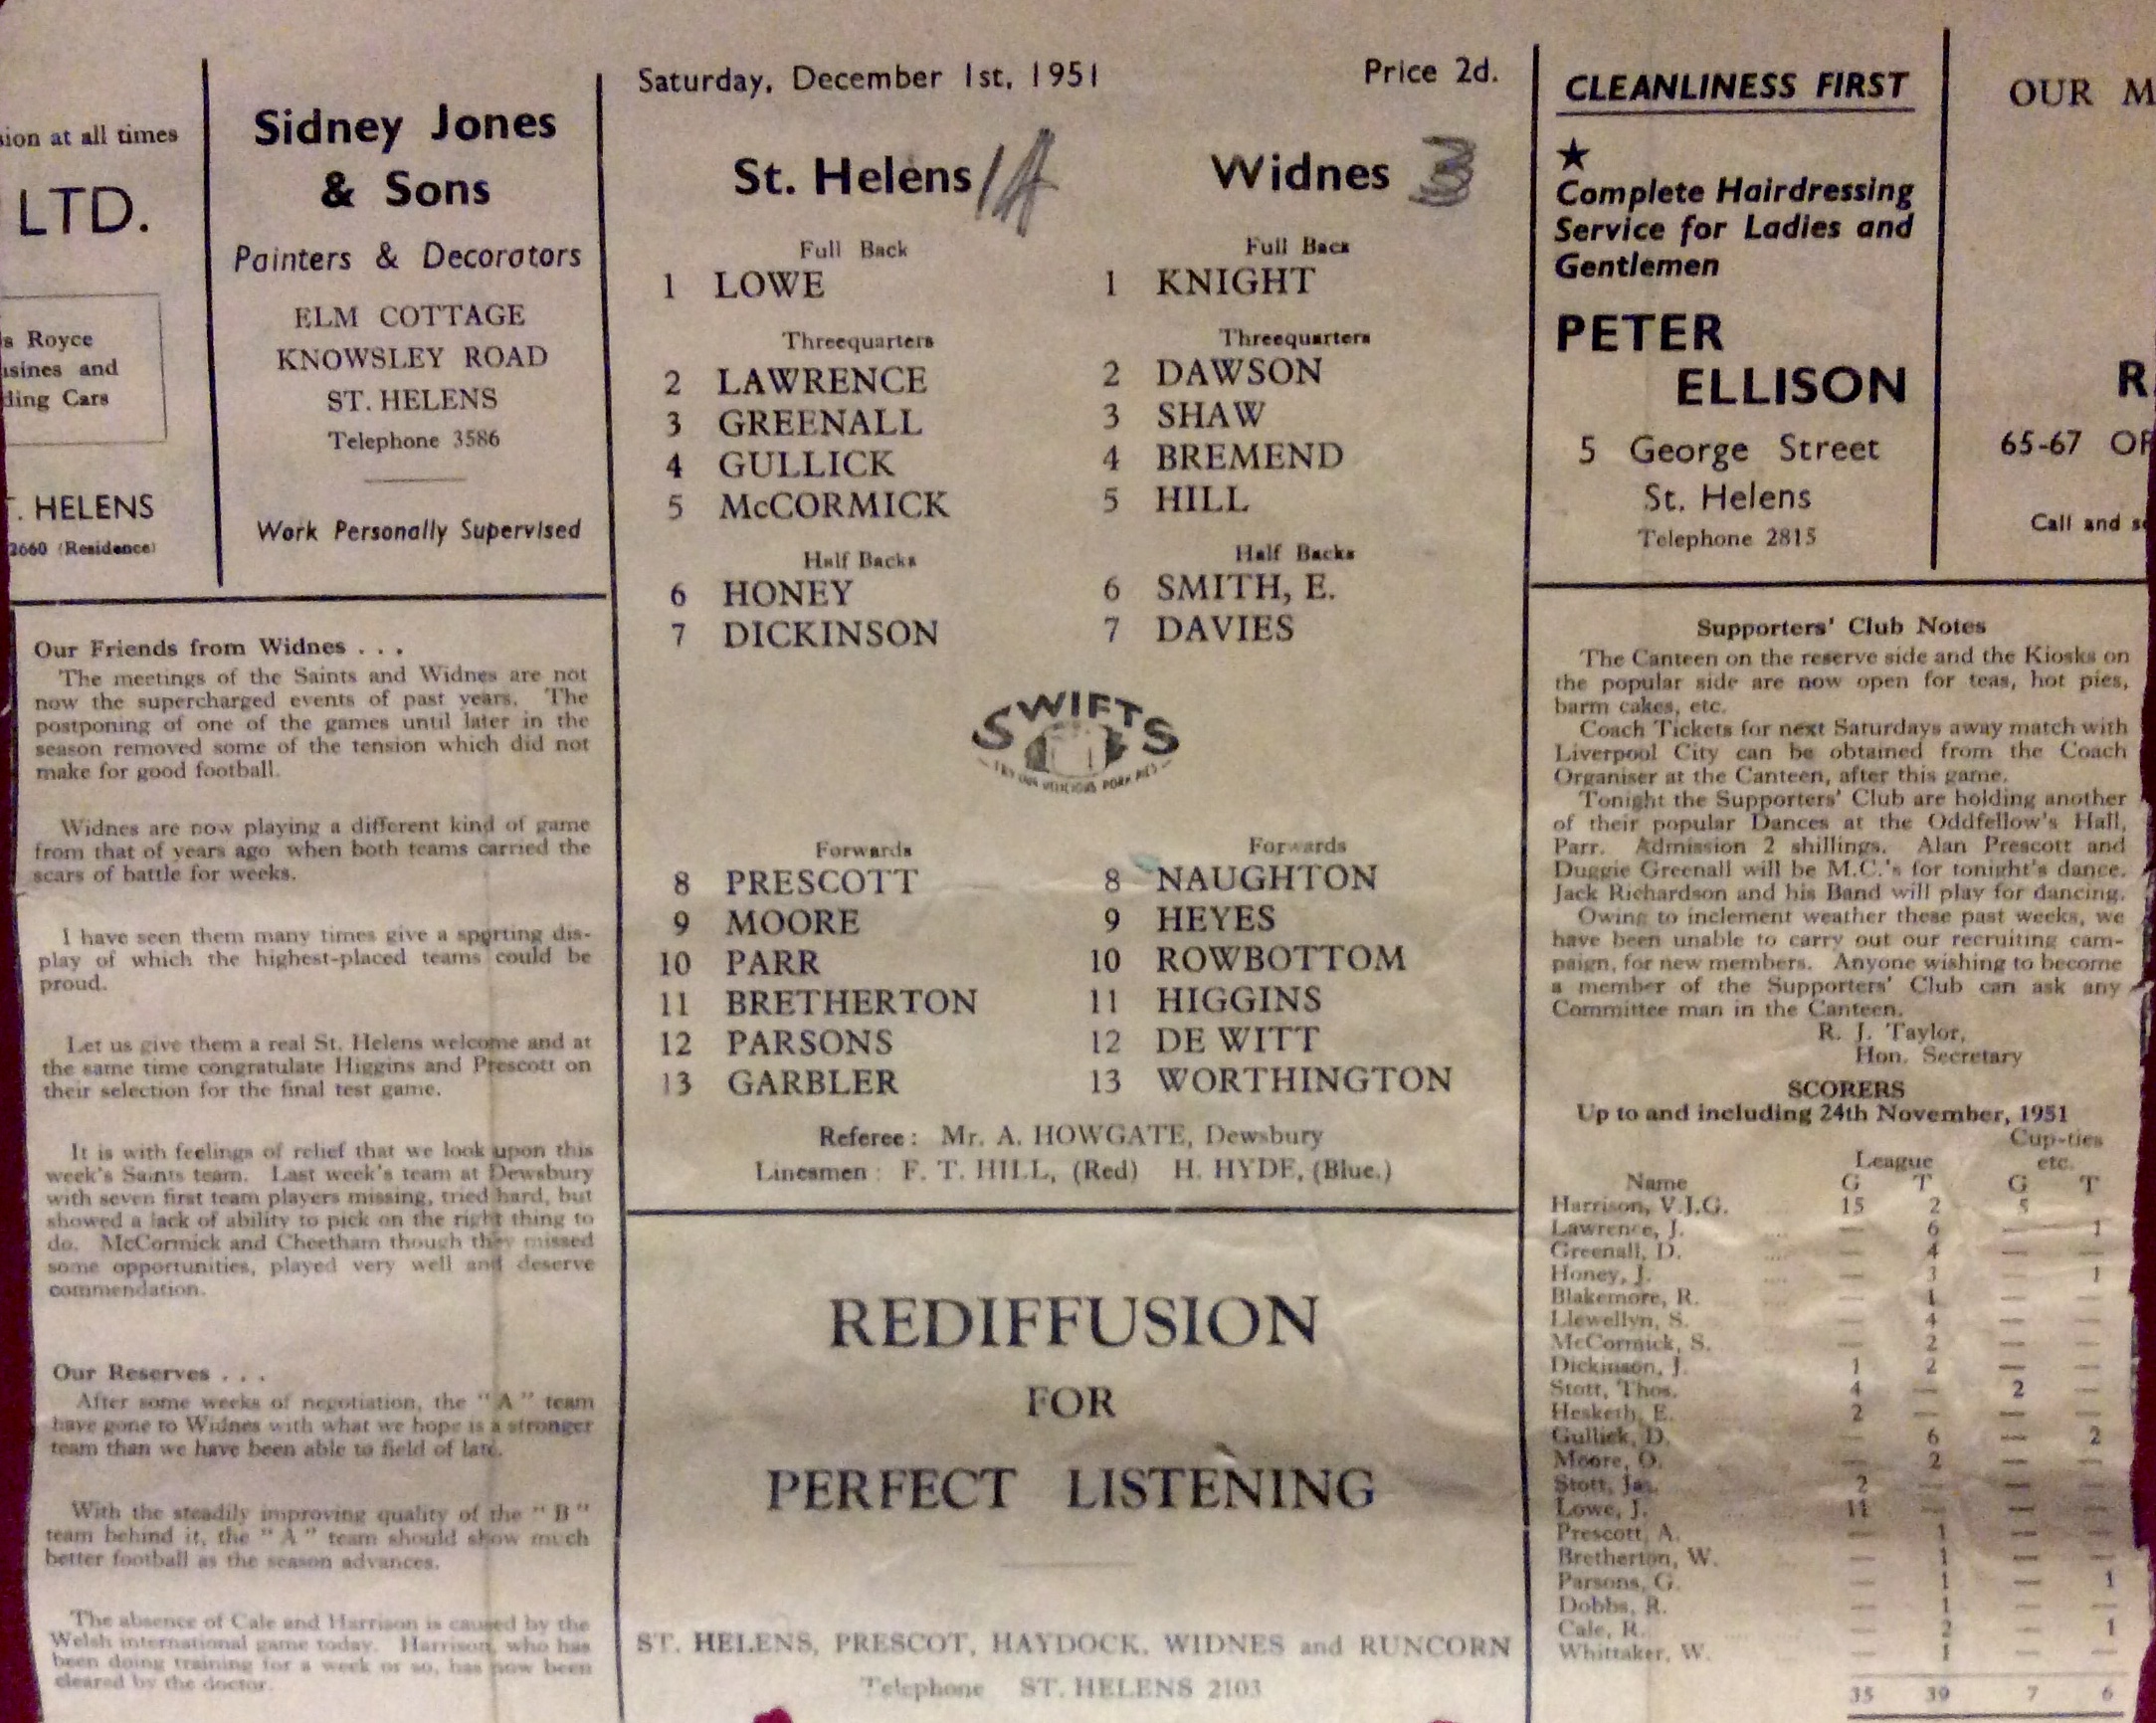 sion at all times
LTD.
s Royce
usines and
ding Cars
T. HELENS
2660 (Residence)
Sidney Jones
& Sons
Painters & Decorators
ELM COTTAGE
KNOWSLEY ROAD
ST. HELENS
Telephone 3586
Work Personally Supervised
Our Friends from Widnes . . .
The meetings of the Saints and Widnes are not
now the supercharged events of past years. The
postponing of one of the games until later in the
season removed some of the tension which did not
make for good football.
Widnes are now playing a different kind of game
from that of years ago when both teams carried the
scars of battle for weeks.
I have seen them many times give a sporting dis-
play of which the highest-placed teams could be
proud.
Let us give them a real St. Helens welcome and at
the same time congratulate Higgins and Prescott on
their selection for the final test game.
It is with feelings of relief that we look upon this
week's Saints team. Last week's team at Dewsbury
with seven first team players missing, tried hard, but
showed a lack of ability to pick on the right thing to
do. McCormick and Cheetham though they missed
some opportunities, played very well and deserve
commendation.
Our Reserves . . .
After some weeks of negotiation, the "A" team
have gone to Widnes with what we hope is a stronger
team than we have been able to field of late.
With the steadily improving quality of the "B"
team behind it, the "A" team should show much
better football as the season advances.
The absence of Cale and Harrison is caused by the
Welsh international game today. Harrison, who has
been doing training for a week or so, has now been
cleared by the doctor.
Saturday, December 1st, 1951 Price 2d.
St. Helens 14 Widnes 3
Full Back Full Back
1 LOWE 1 KNIGHT
Threequarters Threequarters
2 LAWRENCE 2 DAWSON
3 GREENALL 3 SHAW
4 GULLICK 4 BREMEND
5 McCORMICK 5 HILL
Half Backs Half Backs
6 HONEY 6 SMITH, E.
7 DICKINSON 7 DAVIES
SWIFTS
TRY OUR DELICIOUS PORK PIES
Forwards Forwards
8 PRESCOTT 8 NAUGHTON
9 MOORE 9 HEYES
10 PARR 10 ROWBOTTOM
11 BRETHERTON 11 HIGGINS
12 PARSONS 12 DE WITT
13 GARBLER 13 WORTHINGTON
Referee: Mr. A. HOWGATE, Dewsbury
Linesmen: F. T. HILL, (Red) H. HYDE, (Blue.)
REDIFFUSION
FOR
PERFECT LISTENING
ST. HELENS, PRESCOT, HAYDOCK, WIDNES and RUNCORN
Telephone ST. HELENS 2103
CLEANLINESS FIRST
★
Complete Hairdressing
Service for Ladies and
Gentlemen
PETER
ELLISON
5 George Street
St. Helens
Telephone 2815
OUR M
R
65-67 OR
Call and se
Supporters' Club Notes
The Canteen on the reserve side and the Kiosks on
the popular side are now open for teas, hot pies,
barm cakes, etc.
Coach Tickets for next Saturdays away match with
Liverpool City can be obtained from the Coach
Organiser at the Canteen, after this game.
Tonight the Supporters' Club are holding another
of their popular Dances at the Oddfellow's Hall,
Parr. Admission 2 shillings. Alan Prescott and
Duggie Greenall will be M.C.'s for tonight's dance.
Jack Richardson and his Band will play for dancing.
Owing to inclement weather these past weeks, we
have been unable to carry out our recruiting cam-
paign, for new members. Anyone wishing to become
a member of the Supporters' Club can ask any
Committee man in the Canteen.
R. J. Taylor,
Hon. Secretary
SCORERS
Up to and including 24th November, 1951
Cup-ties
League etc.
Name G T G T
Harrison, V.J.G. 15 2 5
Lawrence, J. — 6 — 1
Greenall, D. .... — 4 — —
Honey, J. .... — 3 — 1
Blakemore, R. — 1 — —
Llewellyn, S. — 4 — —
McCormick, S. — 2 — —
Dickinson, J. 1 2 — —
Stott, Thos. 4 — 2 —
Hesketh, E. 2 — — —
Gullick, D. — 6 — 2
Moore, O. — 2 — —
Stott, Jas. 2 — — —
Lowe, J. 11 — — —
Prescott, A. — 1 — —
Bretherton, W. — 1 — —
Parsons, G. — 1 — 1
Dobbs, R. — 1 — —
Cale, R. — 2 — 1
Whittaker, W. — 1 — —
35 39 7 6